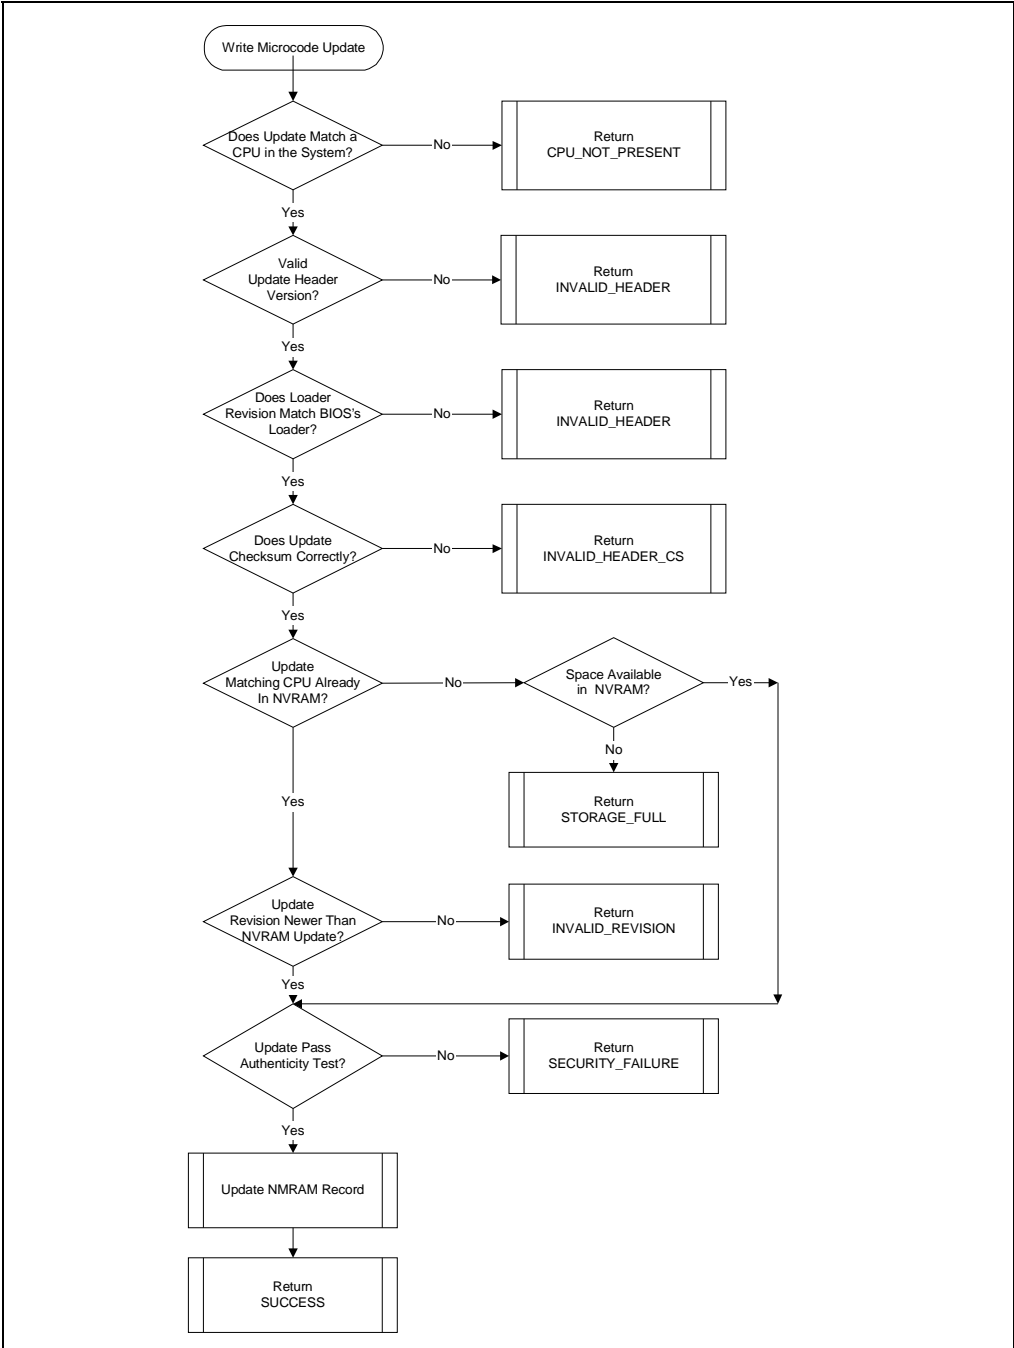 Write Microcode Update
Does Update Match a
CPU in the System?
No
Return
CPU_NOT_PRESENT
Yes
Valid
Update Header
Version?
No
Return
INVALID_HEADER
Yes
Does Loader
Revision Match BIOS's
Loader?
No
Return
INVALID_HEADER
Yes
Does Update
Checksum Correctly?
No
Return
INVALID_HEADER_CS
Yes
Update
Matching CPU Already
In NVRAM?
No
Space Available
in NVRAM?
Yes
No
Return
STORAGE_FULL
Yes
Update
Revision Newer Than
NVRAM Update?
No
Return
INVALID_REVISION
Yes
Update Pass
Authenticity Test?
No
Return
SECURITY_FAILURE
Yes
Update NMRAM Record
Return
SUCCESS